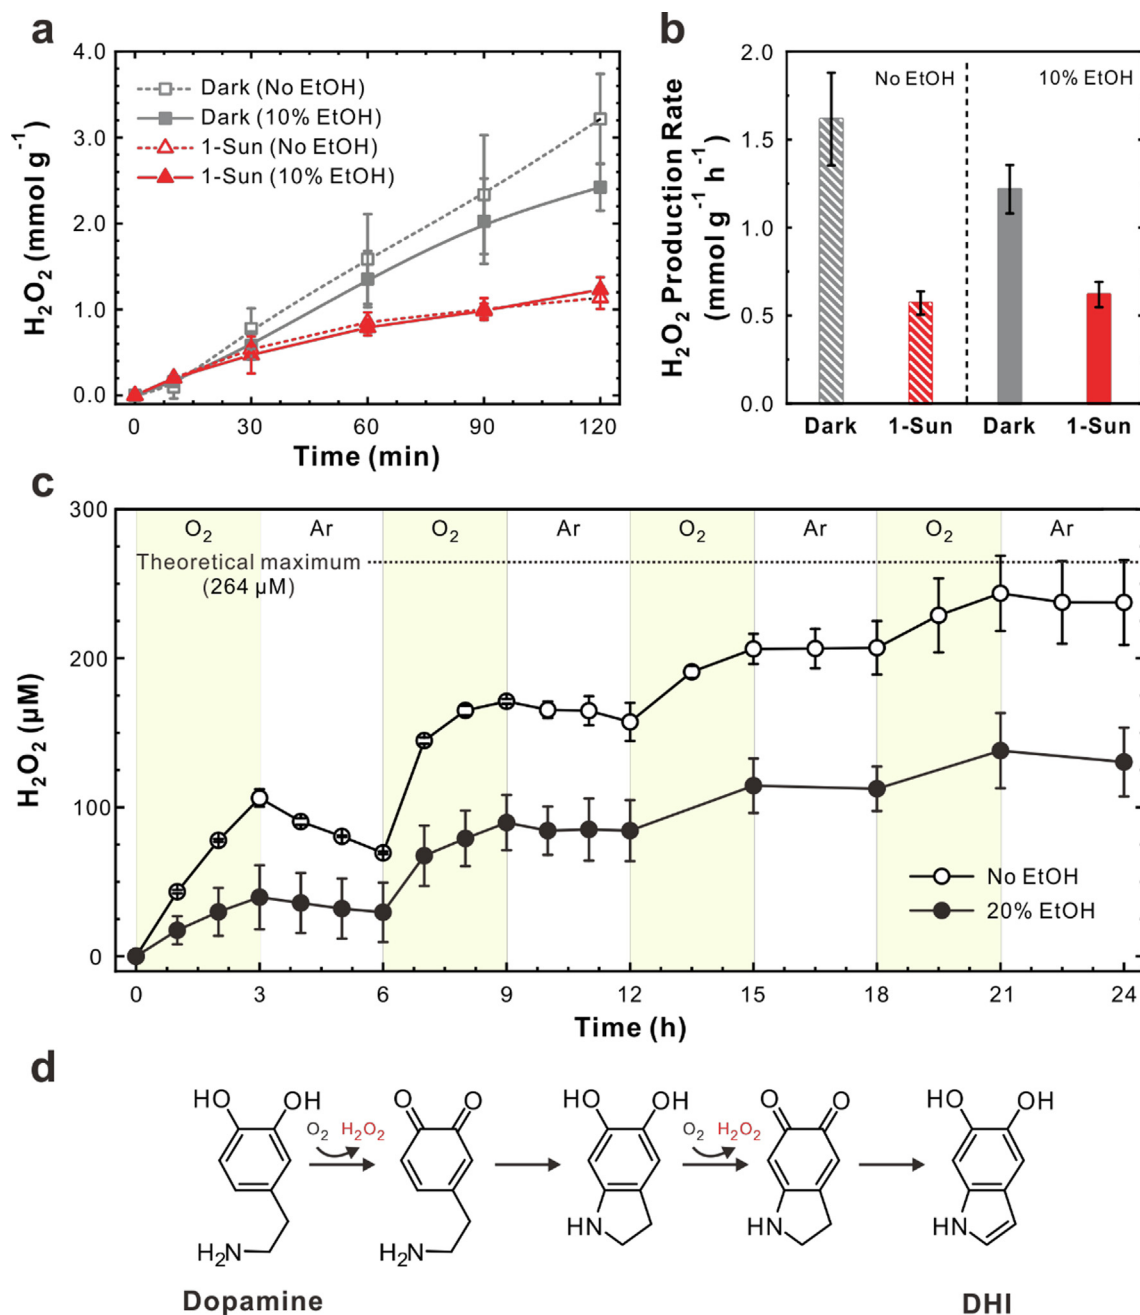 a
H₂O₂ (mmol g⁻¹)
4.0
3.0
2.0
1.0
0.0
Dark (No EtOH)
Dark (10% EtOH)
1-Sun (No EtOH)
1-Sun (10% EtOH)
0 30 60 90 120
Time (min)
b
H₂O₂ Production Rate
(mmol g⁻¹ h⁻¹)
2.0
1.5
1.0
0.5
0.0
No EtOH 10% EtOH
Dark 1-Sun Dark 1-Sun
c
H₂O₂ (µM)
300
200
100
0
O₂ Ar O₂ Ar O₂ Ar O₂ Ar
Theoretical maximum
(264 µM)
No EtOH
20% EtOH
0 3 6 9 12 15 18 21 24
Time (h)
d
HO OH O O HO OH O O HO OH
O₂ H₂O₂ O₂ H₂O₂
HN HN HN
H₂N H₂N
Dopamine DHI